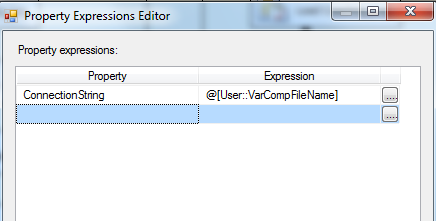 Property Expressions Editor
Property expressions:
Property Expression
ConnectionString @[User::VarCompFileName] ...
...